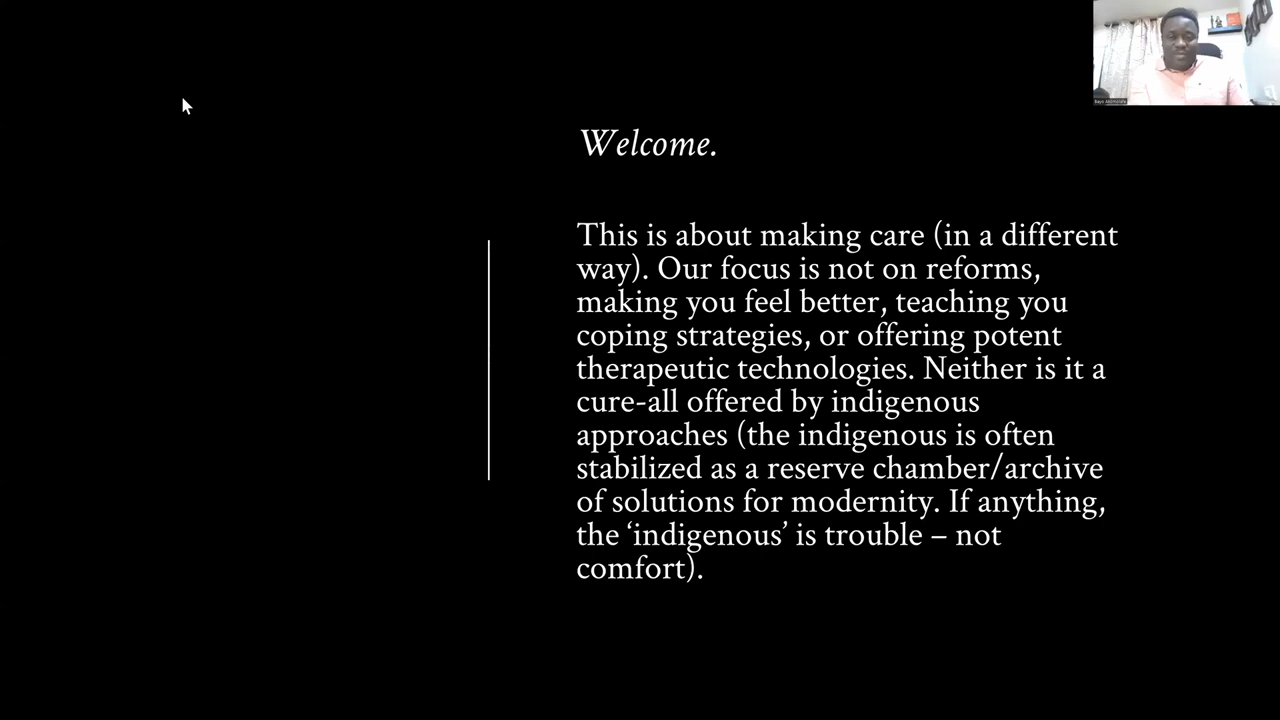 Welcome.
This is about making care (in a different
way). Our focus is not on reforms,
making you feel better, teaching you
coping strategies, or offering potent
therapeutic technologies. Neither is it a
cure-all offered by indigenous
approaches (the indigenous is often
stabilized as a reserve chamber/archive
of solutions for modernity. If anything,
the ‘indigenous’ is trouble – not
comfort).